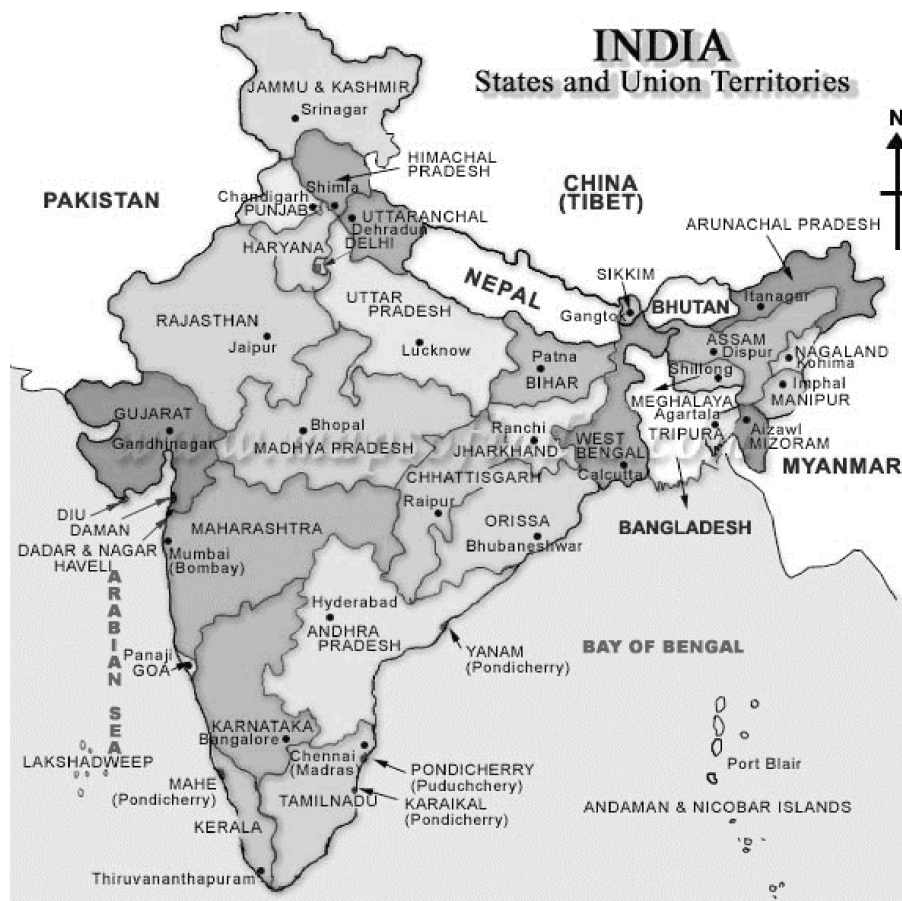 INDIA
States and Union Territories
N
JAMMU & KASHMIR
Srinagar
HIMACHAL
PRADESH
CHINA
(TIBET)
PAKISTAN
Shimla
Chandigarh
PUNJAB
UTTARANCHAL
Dehradun
ARUNACHAL PRADESH
HARYANA
DELHI
NEPAL
SIKKIM
Gangtok
BHUTAN
Itanagar
UTTAR
PRADESH
RAJASTHAN
Jaipur
Lucknow
ASSAM
Dispur
NAGALAND
Kohima
Patna
BIHAR
Shillong
Imphal
MANIPUR
MEGHALAYA
Agartala
TRIPURA
Aizawl
MIZORAM
GUJARAT
Gandhinagar
Bhopal
MADHYA PRADESH
Ranchi
JHARKHAND
WEST
BENGAL
Calcutta
MYANMAR
CHHATTISGARH
Raipur
DIU
DAMAN
DADAR & NAGAR
HAVELI
MAHARASHTRA
ORISSA
Bhubaneshwar
BANGLADESH
Mumbai
(Bombay)
ARABIAN SEA
Hyderabad
ANDHRA
PRADESH
YANAM
(Pondicherry)
BAY OF BENGAL
Panaji
GOA
KARNATAKA
Bangalore
Chennai
(Madras)
LAKSHADWEEP
MAHE
(Pondicherry)
PONDICHERRY
(Puduchchery)
Port Blair
TAMILNADU
KARAIKAL
(Pondicherry)
ANDAMAN & NICOBAR ISLANDS
KERALA
Thiruvananthapuram